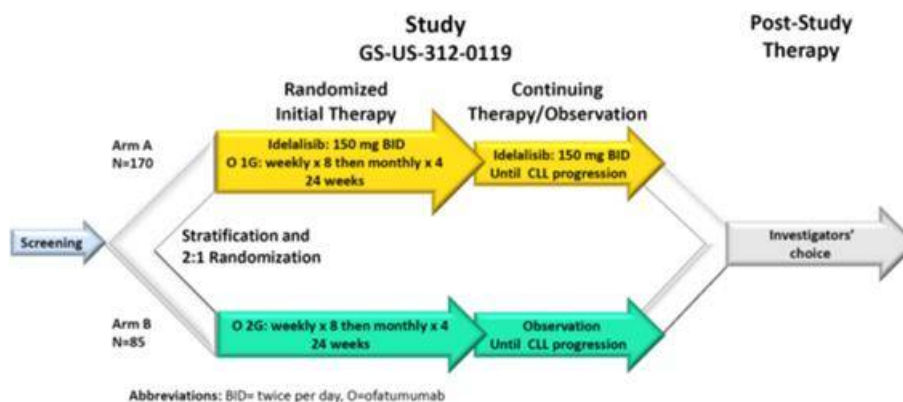 Study
GS-US-312-0119
Post-Study
Therapy
Randomized
Initial Therapy
Continuing
Therapy/Observation
Arm A
N=170
Idelalisib: 150 mg BID
O 1G: weekly x 8 then monthly x 4
24 weeks
Idelalisib: 150 mg BID
Until CLL progression
Screening
Stratification and
2:1 Randomization
Investigators'
choice
Arm B
N=85
O 2G: weekly x 8 then monthly x 4
24 weeks
Observation
Until CLL progression
Abbreviations: BID= twice per day, O=ofatumumab